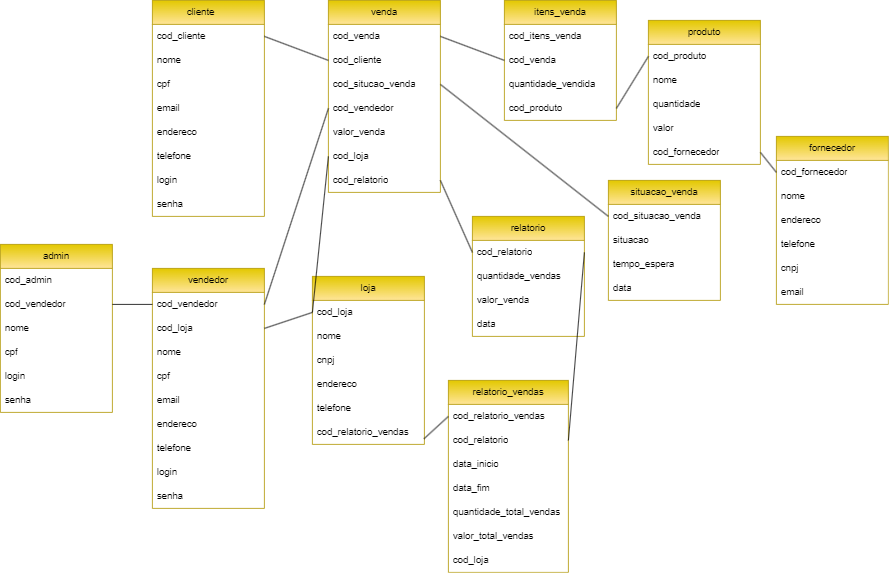 cliente
cod_cliente
nome
cpf
email
endereco
telefone
login
senha
venda
cod_venda
cod_cliente
cod_situcao_venda
cod_vendedor
valor_venda
cod_loja
cod_relatorio
itens_venda
cod_itens_venda
cod_venda
quantidade_vendida
cod_produto
produto
cod_produto
nome
quantidade
valor
cod_fornecedor
fornecedor
cod_fornecedor
nome
endereco
telefone
cnpj
email
situacao_venda
cod_situacao_venda
situacao
tempo_espera
data
relatorio
cod_relatorio
quantidade_vendas
valor_venda
data
admin
cod_admin
cod_vendedor
nome
cpf
login
senha
vendedor
cod_vendedor
cod_loja
nome
cpf
email
endereco
telefone
login
senha
loja
cod_loja
nome
cnpj
endereco
telefone
cod_relatorio_vendas
relatorio_vendas
cod_relatorio_vendas
cod_relatorio
data_inicio
data_fim
quantidade_total_vendas
valor_total_vendas
cod_loja